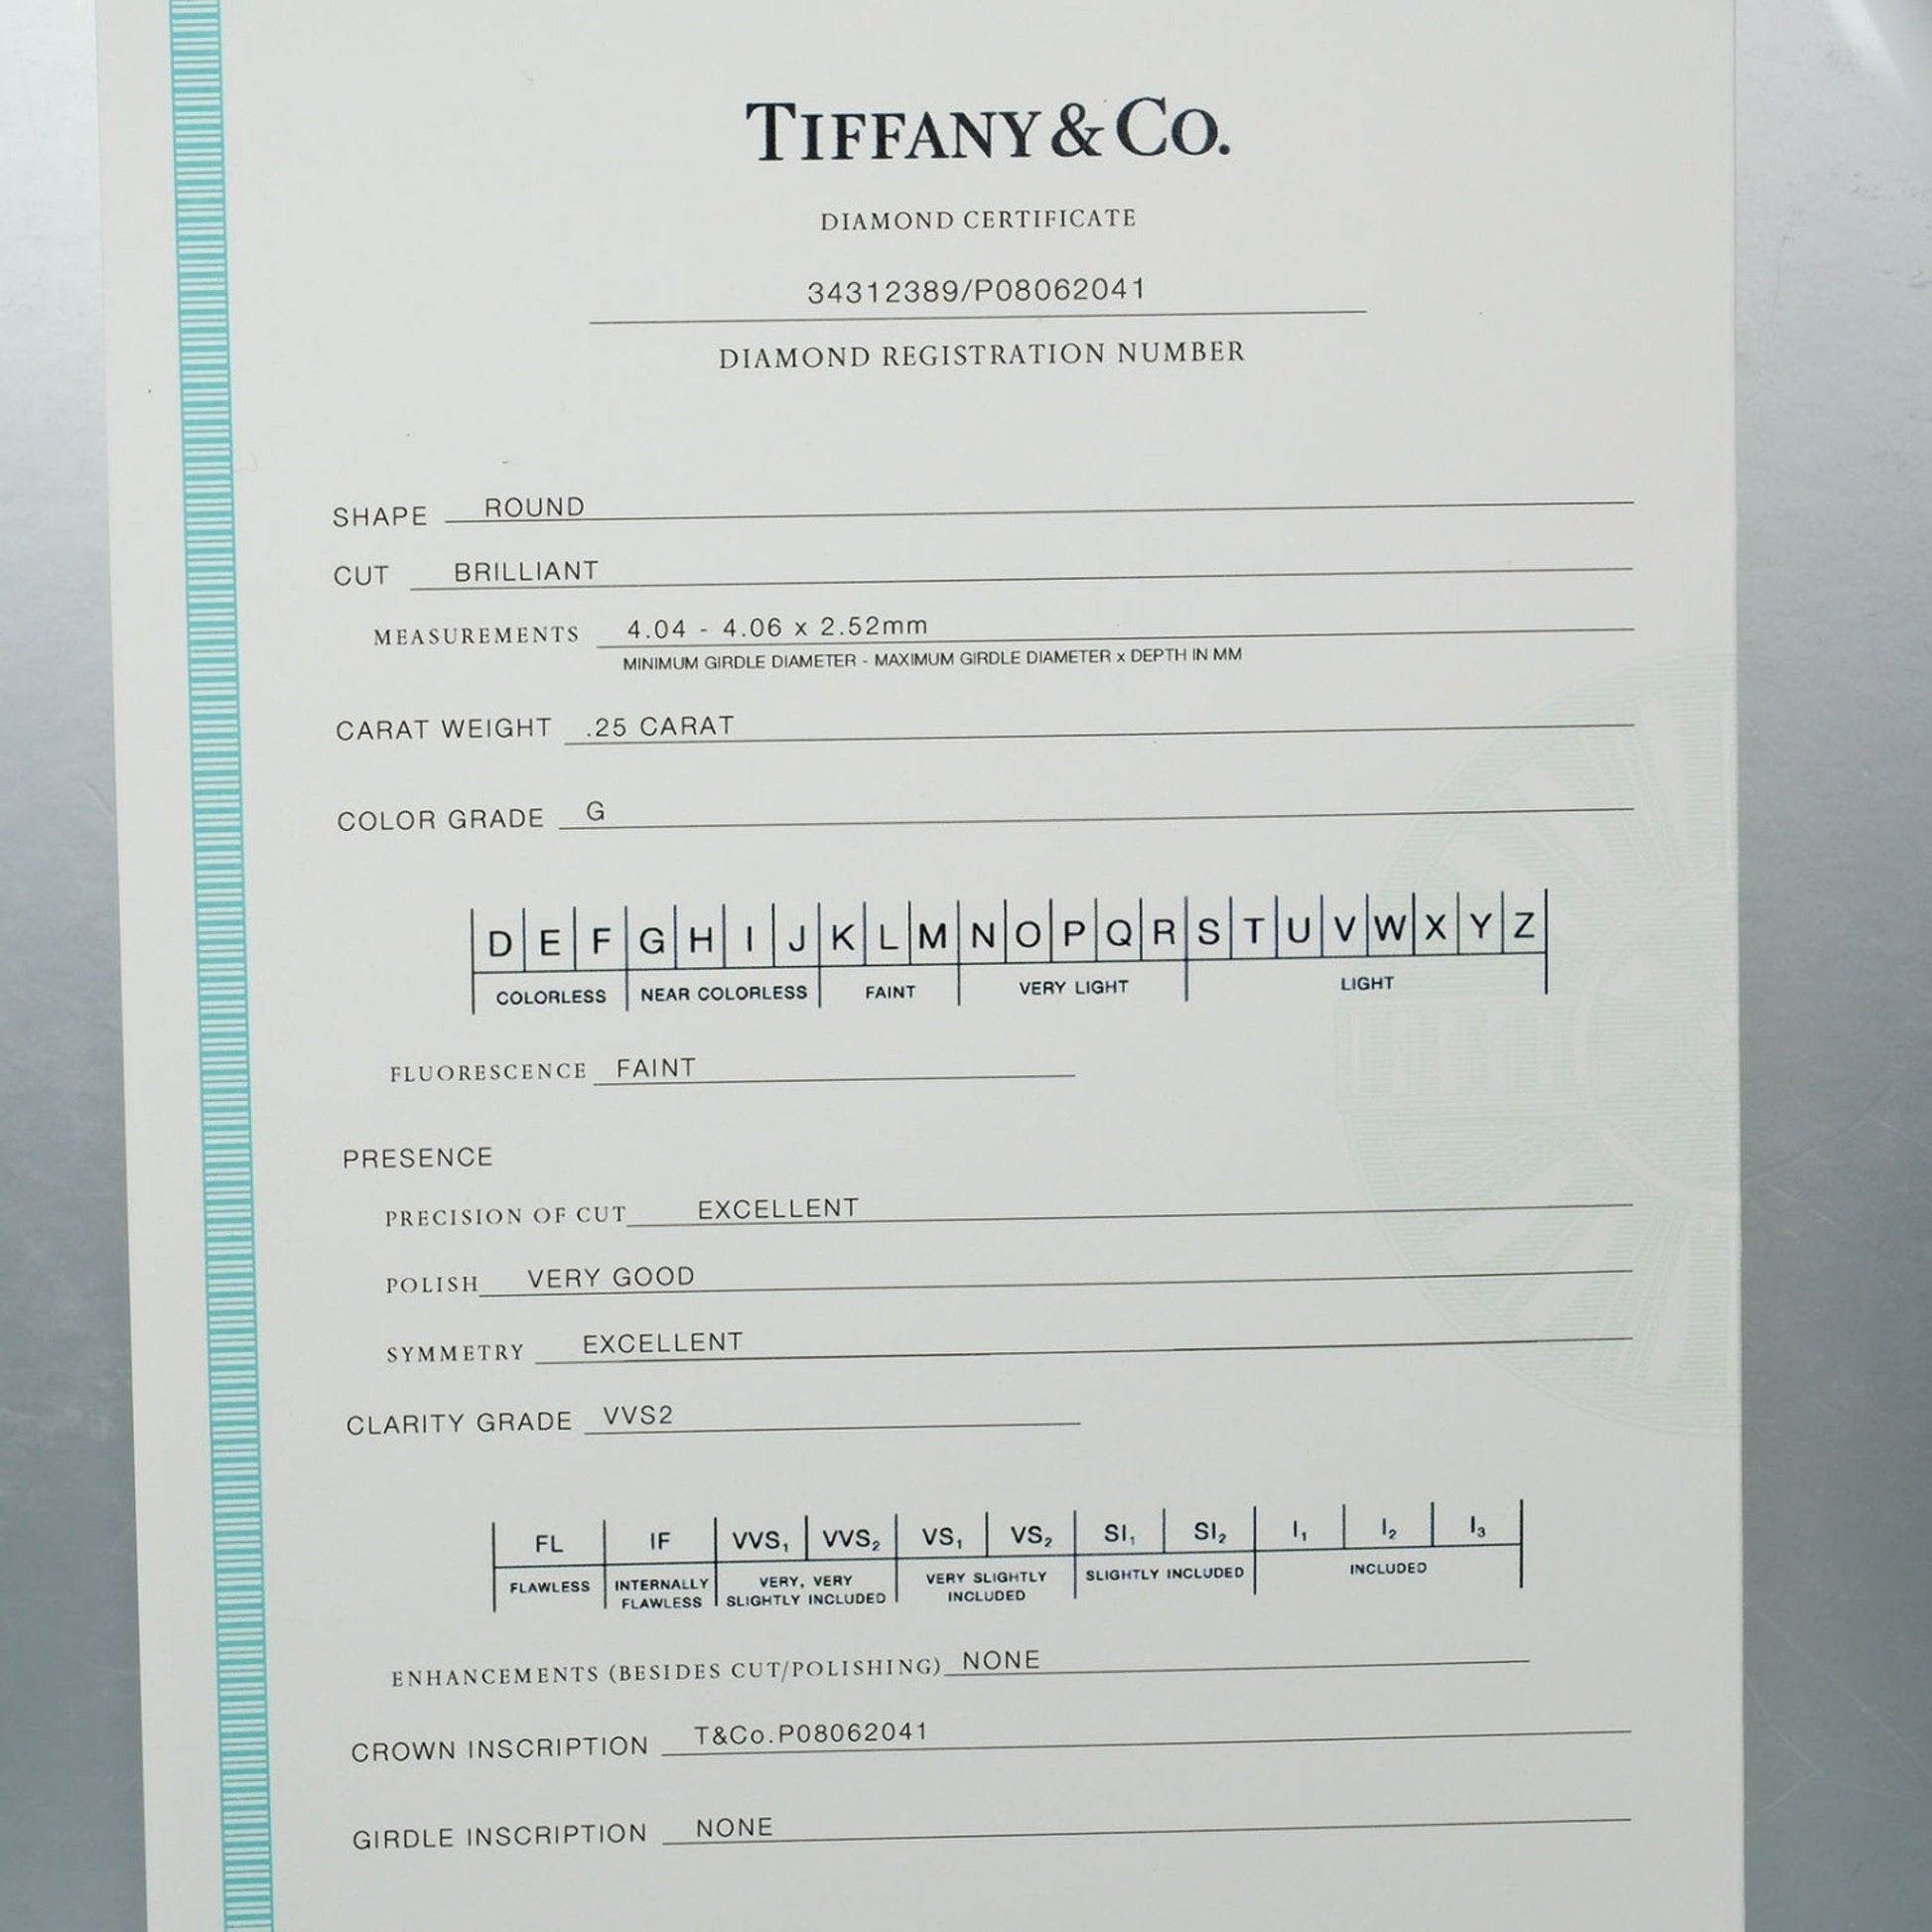 TIFFANY & CO.
DIAMOND CERTIFICATE
34312389/P08062041
DIAMOND REGISTRATION NUMBER
SHAPE ROUND
CUT BRILLIANT
MEASUREMENTS 4.04 - 4.06 x 2.52mm
MINIMUM GIRDLE DIAMETER - MAXIMUM GIRDLE DIAMETER x DEPTH IN MM
CARAT WEIGHT .25 CARAT
COLOR GRADE G
D E F G H I J K L M N O P Q R S T U V W X Y Z
COLORLESS NEAR COLORLESS FAINT VERY LIGHT LIGHT
FLUORESCENCE FAINT
PRESENCE
PRECISION OF CUT EXCELLENT
POLISH VERY GOOD
SYMMETRY EXCELLENT
CLARITY GRADE VVS2
FL IF VVS₁ VVS₂ VS₁ VS₂ SI₁ SI₂ I₁ I₂ I₃
FLAWLESS INTERNALLY FLAWLESS VERY, VERY SLIGHTLY INCLUDED VERY SLIGHTLY INCLUDED SLIGHTLY INCLUDED INCLUDED
ENHANCEMENTS (BESIDES CUT/POLISHING) NONE
CROWN INSCRIPTION T&Co.P08062041
GIRDLE INSCRIPTION NONE